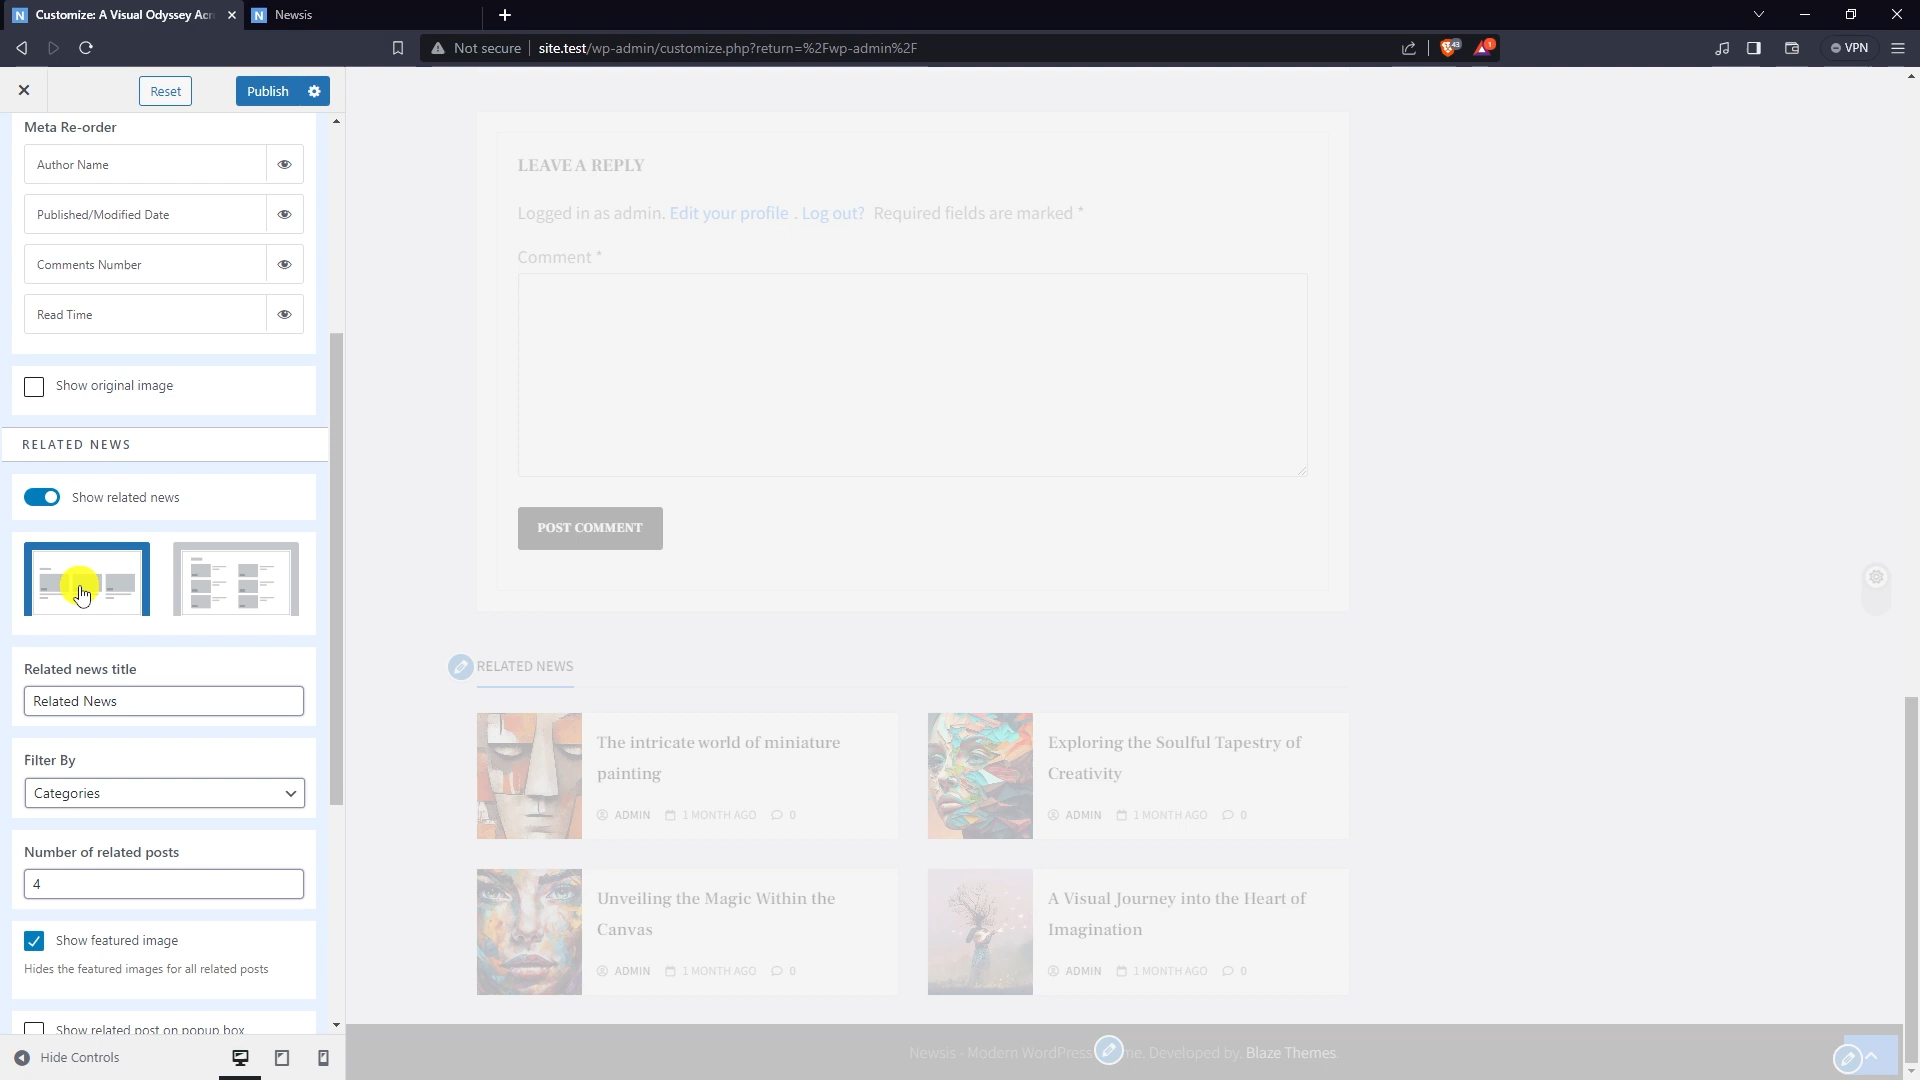 Customize: A Visual Odyssey Acr
Newsis
Not secure
site.test/wp-admin/customize.php?return=%2Fwp-admin%2F
VPN
Reset
Publish
Meta Re-order
Author Name
Published/Modified Date
Comments Number
Read Time
Show original image
RELATED NEWS
Show related news
Related news title
Related News
Filter By
Categories
Number of related posts
4
Show featured image
Hides the featured images for all related posts
Show related post on popup box
Hide Controls
LEAVE A REPLY
Logged in as admin. Edit your profile . Log out? Required fields are marked *
Comment *
POST COMMENT
RELATED NEWS
The intricate world of miniature
painting
ADMIN 1 MONTH AGO 0
Exploring the Soulful Tapestry of
Creativity
ADMIN 1 MONTH AGO 0
Unveiling the Magic Within the
Canvas
ADMIN 1 MONTH AGO 0
A Visual Journey into the Heart of
Imagination
ADMIN 1 MONTH AGO 0
Newsis - Modern WordPress me. Developed by. Blaze Themes